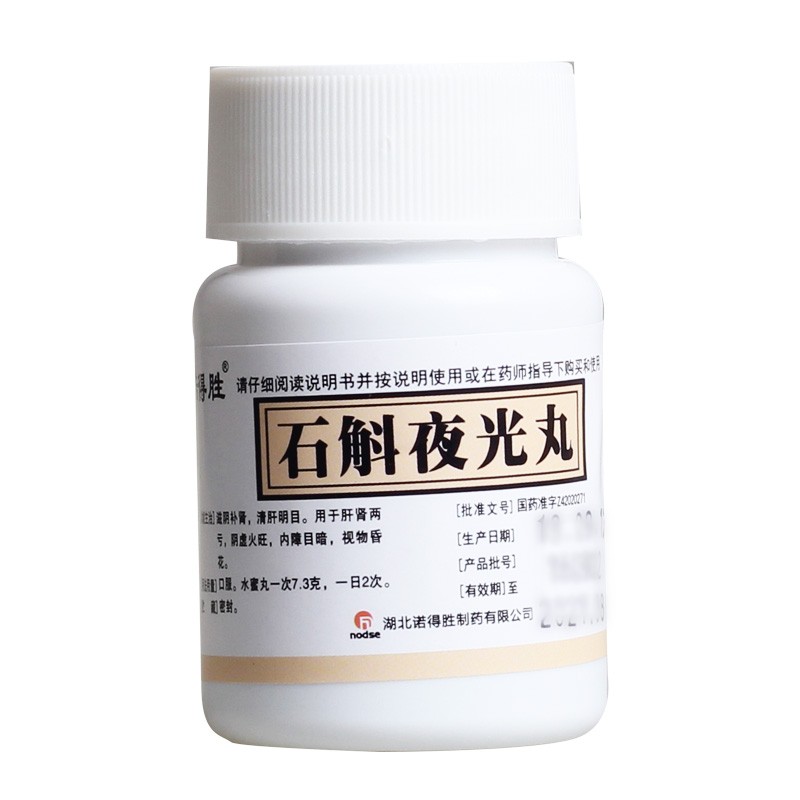 得胜®
请仔细阅读说明书并按说明使用或在药师指导下购买和使用
石斛夜光丸
主治]滋阴补肾，清肝明目。用于肝肾两
亏，阴虚火旺，内障目暗，视物昏
花。
用量]口服。水蜜丸一次7.3克，一日2次。
藏]密封。
[批准文号]国药准字Z42020271
[生产日期]
[产品批号]
[有效期]至
nodse
湖北诺得胜制药有限公司